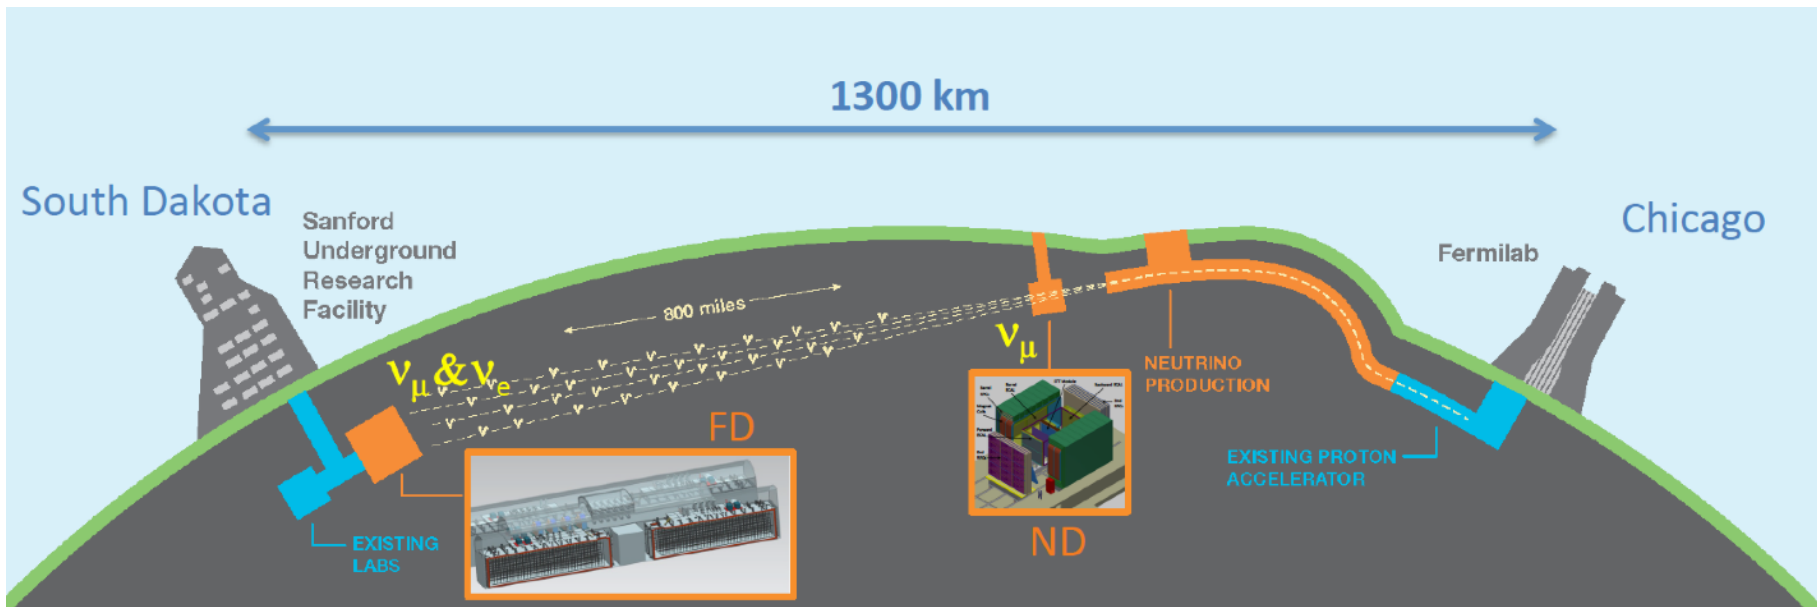 1300 km
South Dakota
Chicago
Sanford
Underground
Research
Facility
Fermilab
800 miles
νμ & νe
νμ
NEUTRINO
PRODUCTION
FD
EXISTING PROTON
ACCELERATOR
ND
EXISTING
LABS